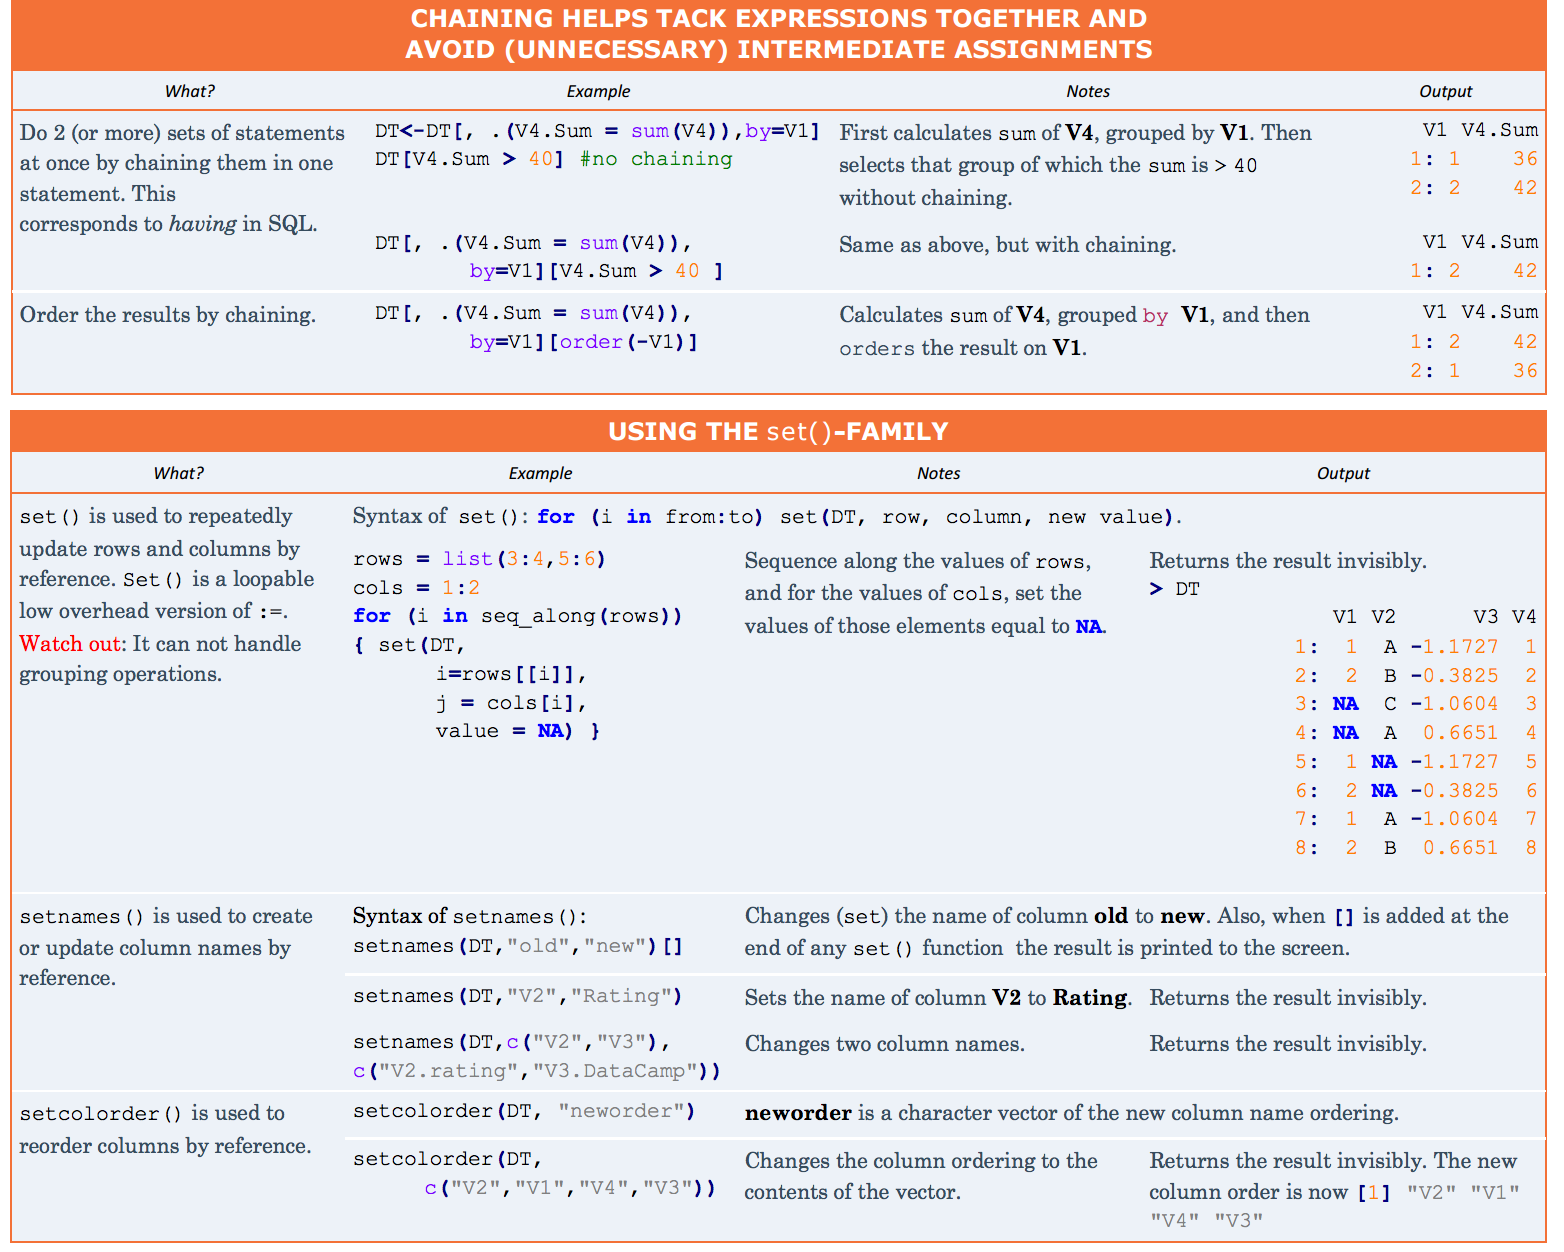 CHAINING HELPS TACK EXPRESSIONS TOGETHER AND
AVOID (UNNECESSARY) INTERMEDIATE ASSIGNMENTS
What? Example Notes Output
Do 2 (or more) sets of statements
at once by chaining them in one
statement. This
corresponds to having in SQL.
DT<-DT[, .(V4.Sum = sum(V4)),by=V1]
DT[V4.Sum > 40] #no chaining
First calculates sum of V4, grouped by V1. Then
selects that group of which the sum is > 40
without chaining.
V1 V4.Sum
1: 1 36
2: 2 42
DT[, .(V4.Sum = sum(V4)),
by=V1][V4.Sum > 40 ]
Same as above, but with chaining.
V1 V4.Sum
1: 2 42
Order the results by chaining.
DT[, .(V4.Sum = sum(V4)),
by=V1][order(-V1)]
Calculates sum of V4, grouped by V1, and then
orders the result on V1.
V1 V4.Sum
1: 2 42
2: 1 36
USING THE set()-FAMILY
What? Example Notes Output
set() is used to repeatedly
update rows and columns by
reference. Set() is a loopable
low overhead version of :=.
Watch out: It can not handle
grouping operations.
Syntax of set(): for (i in from:to) set(DT, row, column, new value).
rows = list(3:4,5:6)
cols = 1:2
for (i in seq_along(rows))
{ set(DT,
i=rows[[i]],
j = cols[i],
value = NA) }
Sequence along the values of rows,
and for the values of cols, set the
values of those elements equal to NA.
Returns the result invisibly.
> DT
V1 V2 V3 V4
1: 1 A -1.1727 1
2: 2 B -0.3825 2
3: NA C -1.0604 3
4: NA A 0.6651 4
5: 1 NA -1.1727 5
6: 2 NA -0.3825 6
7: 1 A -1.0604 7
8: 2 B 0.6651 8
setnames() is used to create
or update column names by
reference.
Syntax of setnames():
setnames(DT,"old","new")[]
Changes (set) the name of column old to new. Also, when [] is added at the
end of any set() function the result is printed to the screen.
setnames(DT,"V2","Rating")
Sets the name of column V2 to Rating.
Returns the result invisibly.
setnames(DT,c("V2","V3"),
c("V2.rating","V3.DataCamp"))
Changes two column names.
Returns the result invisibly.
setcolorder() is used to
reorder columns by reference.
setcolorder(DT, "neworder")
neworder is a character vector of the new column name ordering.
setcolorder(DT,
c("V2","V1","V4","V3"))
Changes the column ordering to the
contents of the vector.
Returns the result invisibly. The new
column order is now [1] "V2" "V1"
"V4" "V3"